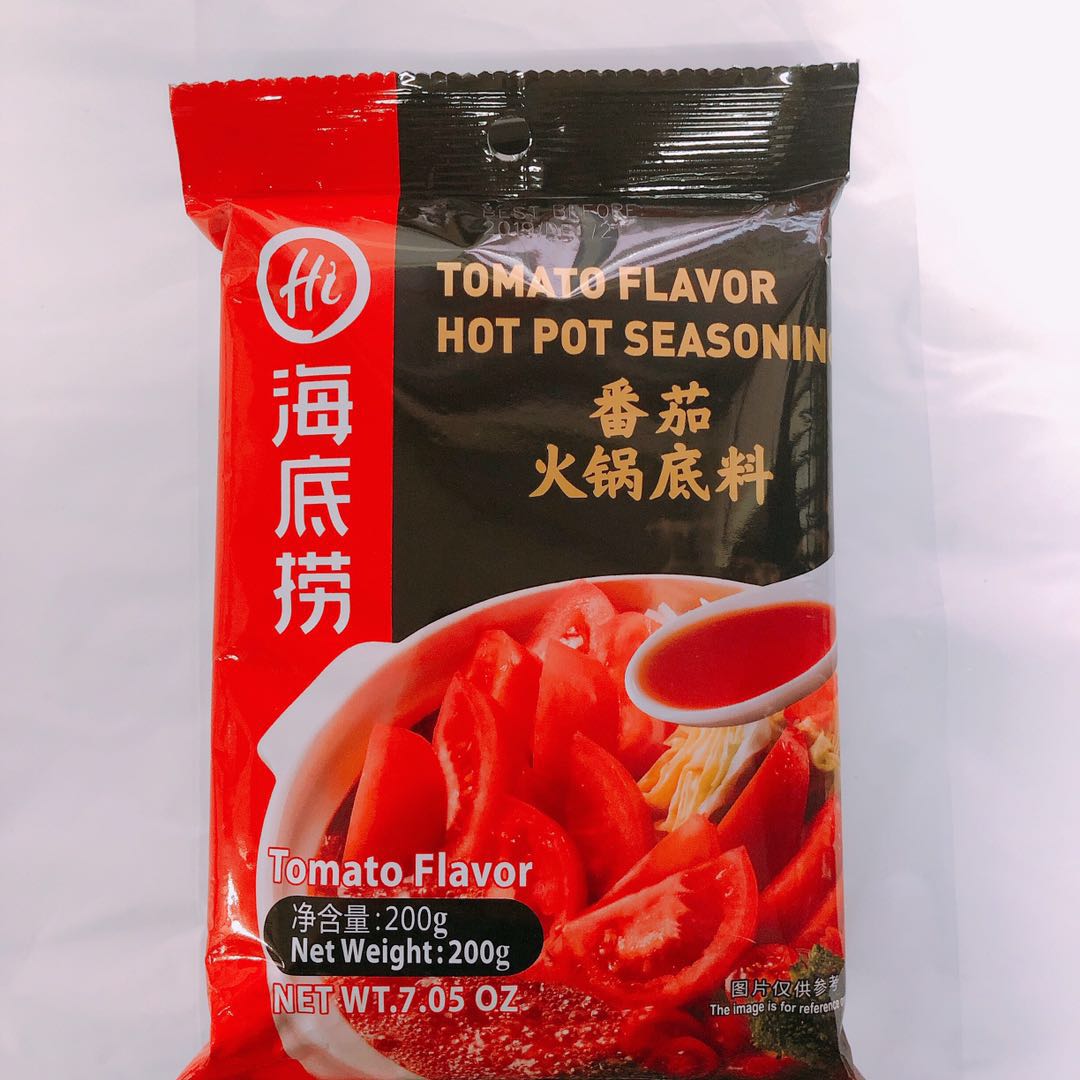 BEST BEFORE
Hi
海底捞
TOMATO FLAVOR
HOT POT SEASONIN
番茄
火锅底料
Tomato Flavor
净含量:200g
Net Weight:200g
NET WT.7.05 OZ
图片仅供参考
The image is for reference